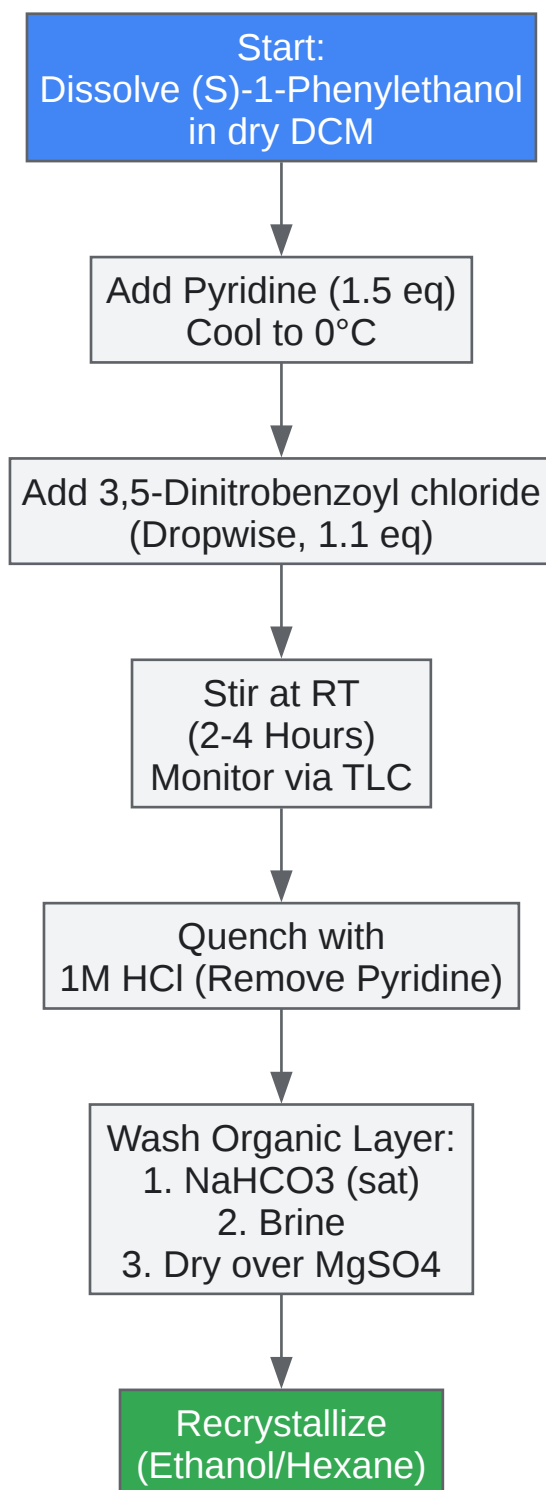 Start:
Dissolve (S)-1-Phenylethanol
in dry DCM
Add Pyridine (1.5 eq)
Cool to 0°C
Add 3,5-Dinitrobenzoyl chloride
(Dropwise, 1.1 eq)
Stir at RT
(2-4 Hours)
Monitor via TLC
Quench with
1M HCl (Remove Pyridine)
Wash Organic Layer:
1. NaHCO3 (sat)
2. Brine
3. Dry over MgSO4
Recrystallize
(Ethanol/Hexane)